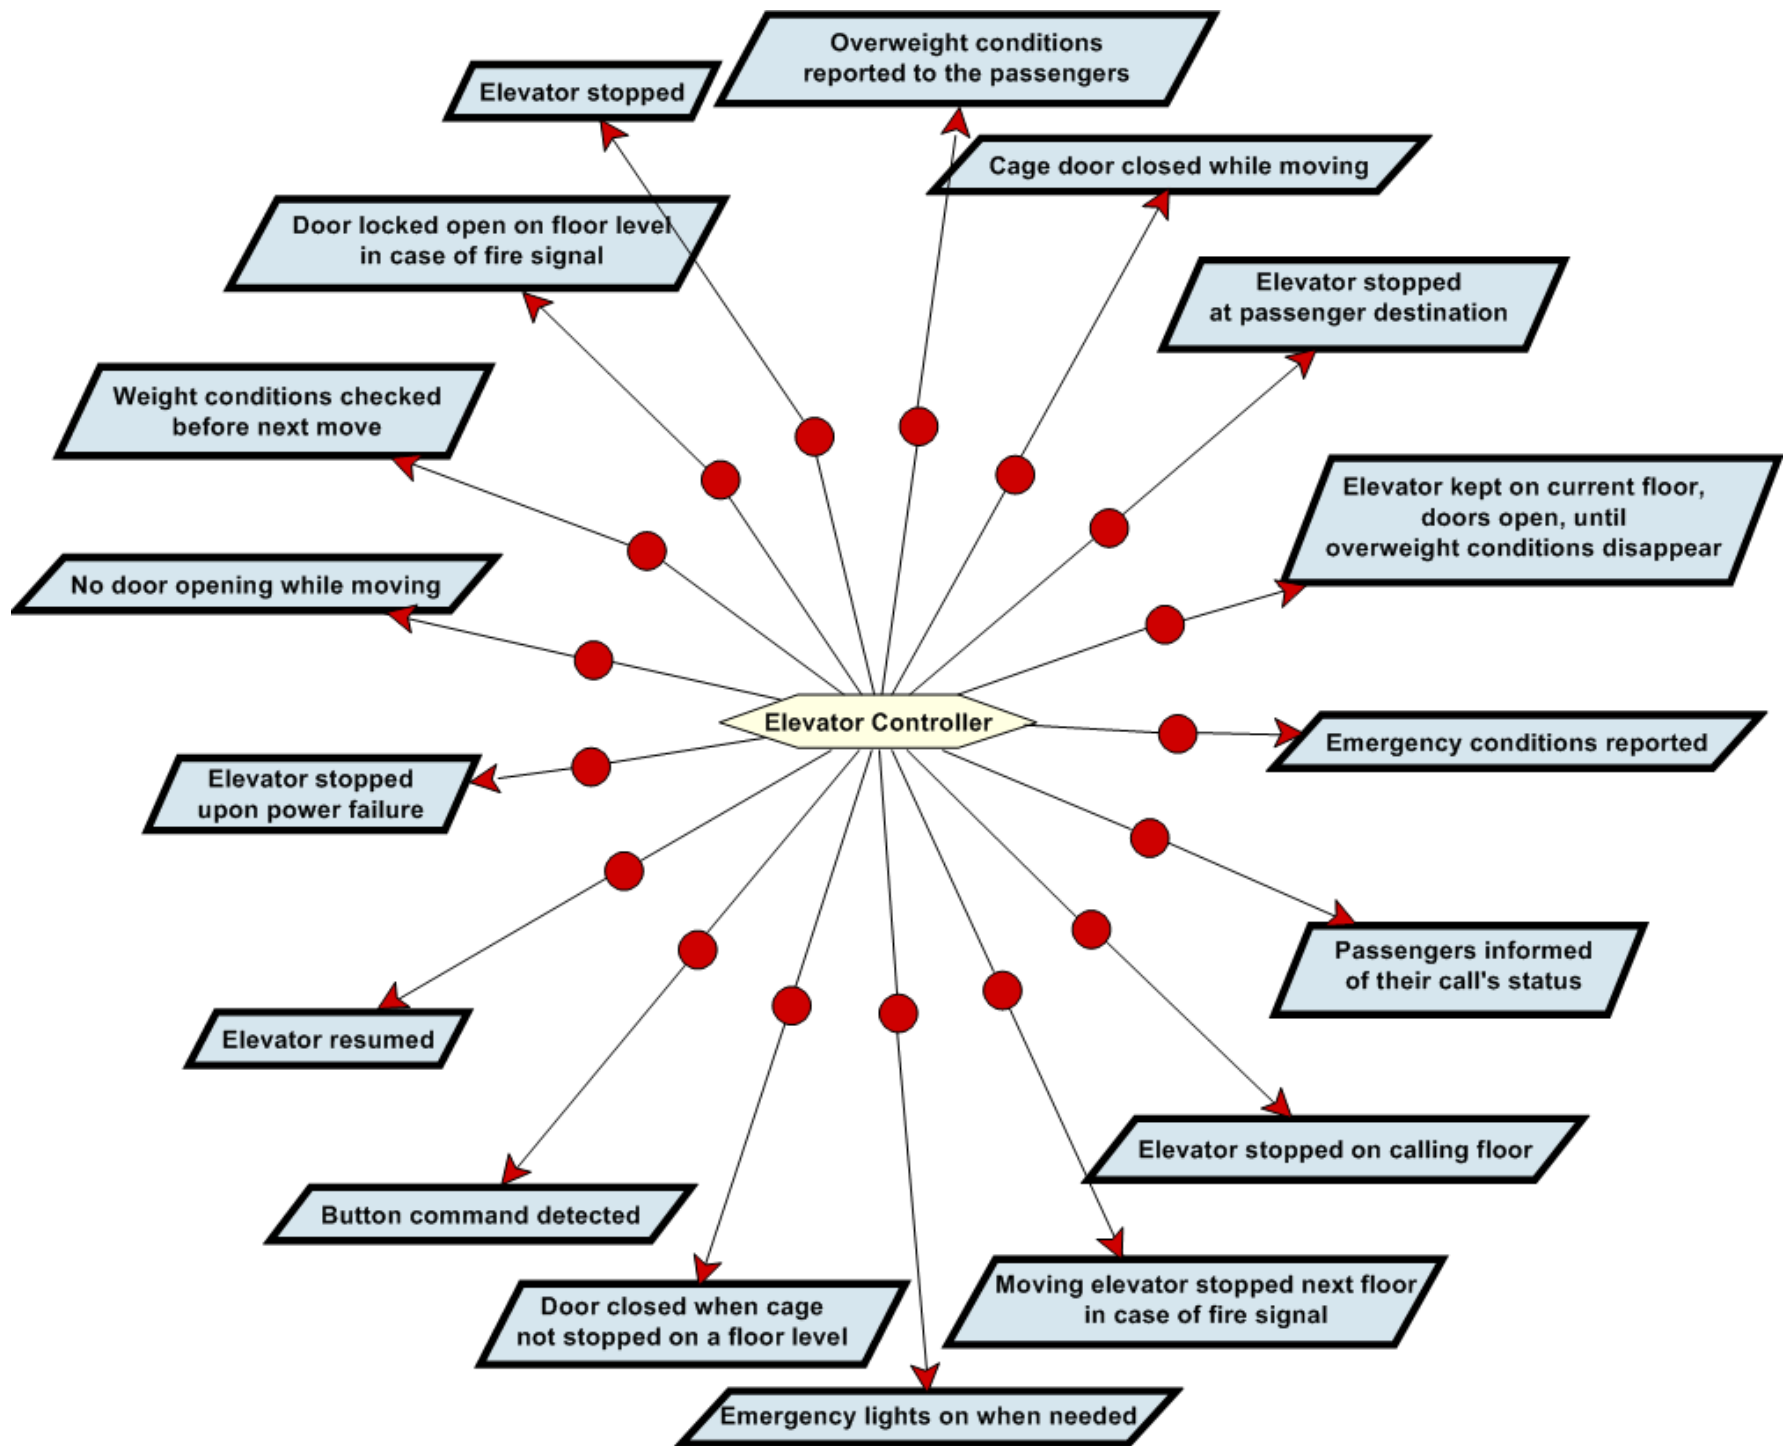 Overweight conditions
reported to the passengers
Elevator stopped
Cage door closed while moving
Door locked open on floor level
in case of fire signal
Elevator stopped
at passenger destination
Weight conditions checked
before next move
Elevator kept on current floor,
doors open, until
overweight conditions disappear
No door opening while moving
Elevator Controller
Emergency conditions reported
Elevator stopped
upon power failure
Passengers informed
of their call's status
Elevator resumed
Elevator stopped on calling floor
Button command detected
Moving elevator stopped next floor
in case of fire signal
Door closed when cage
not stopped on a floor level
Emergency lights on when needed